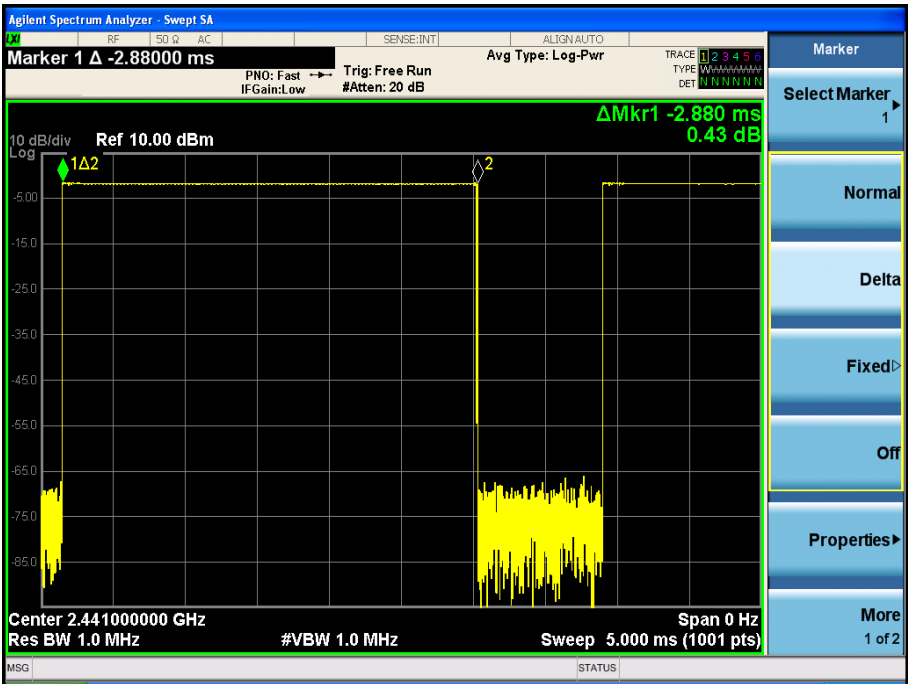 Agilent Spectrum Analyzer - Swept SA
LXI RF 50 Ω AC SENSE:INT ALIGN AUTO
Marker 1 Δ -2.88000 ms
PNO: Fast
IFGain:Low
Trig: Free Run
#Atten: 20 dB
Avg Type: Log-Pwr
TRACE 1 2 3 4 5 6
TYPE
DET N N N N N N
ΔMkr1 -2.880 ms
0.43 dB
10 dB/div Ref 10.00 dBm
Log
1Δ2
2
-5.00
-15.0
-25.0
-35.0
-45.0
-55.0
-65.0
-75.0
-85.0
Center 2.441000000 GHz Span 0 Hz
Res BW 1.0 MHz #VBW 1.0 MHz Sweep 5.000 ms (1001 pts)
MSG STATUS
Marker
Select Marker
1
Normal
Delta
Fixed
Off
Properties
More
1 of 2